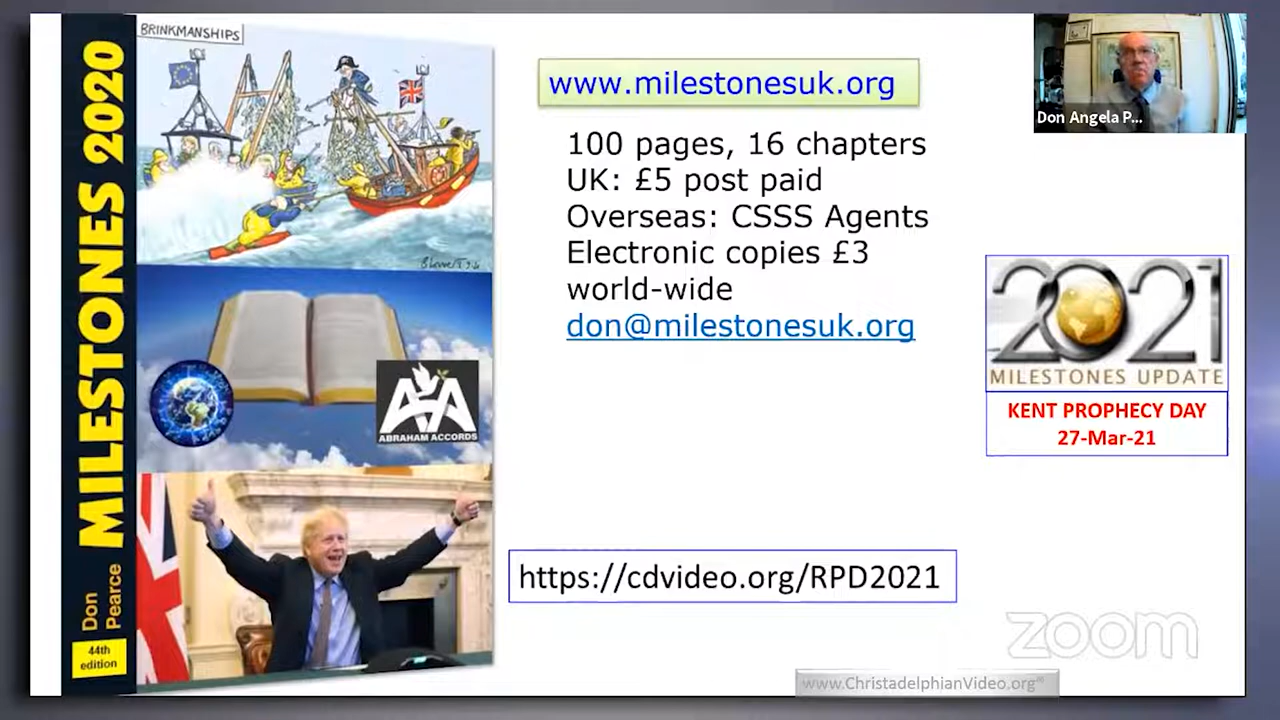 MILESTONES 2020
Don
Pearce
44th
edition
BRINKMANSHIPS
ABRAHAM ACCORDS
www.milestonesuk.org
100 pages, 16 chapters
UK: £5 post paid
Overseas: CSSS Agents
Electronic copies £3
world-wide
don@milestonesuk.org
https://cdvideo.org/RPD2021
Don Angela P...
2021
MILESTONES UPDATE
KENT PROPHECY DAY
27-Mar-21
zoom
www.ChristadelphianVideo.org